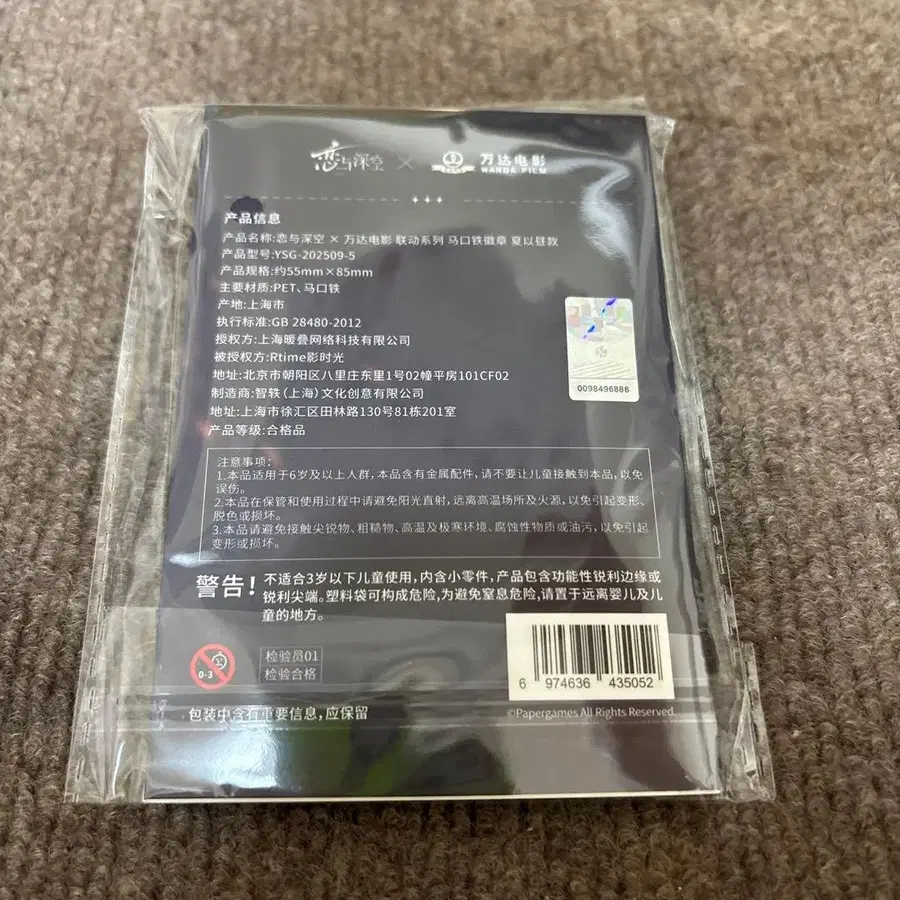 恋与深空 × 万达电影
WANDA FILM
产品信息
产品名称:恋与深空 × 万达电影 联动系列 马口铁徽章 夏以昼款
产品型号:YSG-202509-5
产品规格:约55mm×85mm
主要材质:PET、马口铁
产地:上海市
执行标准:GB 28480-2012
授权方:上海暖叠网络科技有限公司
被授权方:Rtime影时光
地址:北京市朝阳区八里庄东里1号02幢平房101CF02
制造商:智轶（上海）文化创意有限公司
地址:上海市徐汇区田林路130号81栋201室
产品等级:合格品
0098496886
注意事项:
1.本品适用于6岁及以上人群,本品含有金属配件,请不要让儿童接触到本品,以免
误伤。
2.本品在保管和使用过程中请避免阳光直射,远离高温场所及火源,以免引起变形、
脱色或损坏。
3.本品请避免接触尖锐物、粗糙物、高温及极寒环境、腐蚀性物质或油污,以免引起
变形或损坏。
警告！不适合3岁以下儿童使用,内含小零件,产品包含功能性锐利边缘或
锐利尖端。塑料袋可构成危险,为避免窒息危险,请置于远离婴儿及儿
童的地方。
0-3
检验员01
检验合格
6 974636 435052
包装中含有重要信息,应保留
©Papergames All Rights Reserved.